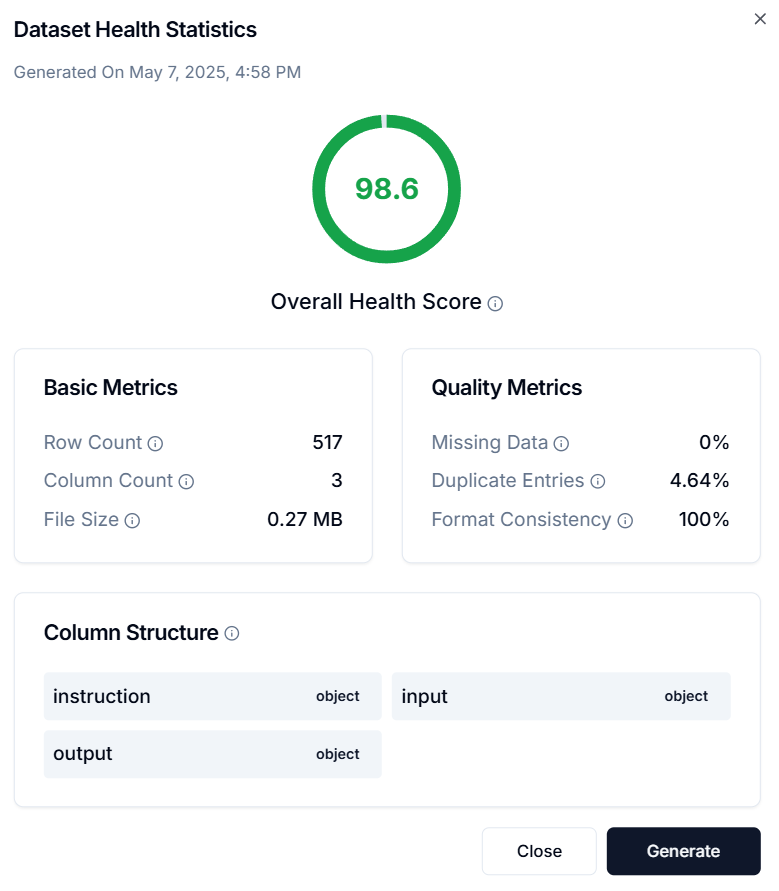 Dataset Health Statistics
Generated On May 7, 2025, 4:58 PM
98.6
Overall Health Score
Basic Metrics
Row Count 517
Column Count 3
File Size 0.27 MB
Quality Metrics
Missing Data 0%
Duplicate Entries 4.64%
Format Consistency 100%
Column Structure
instruction object
input object
output object
Close
Generate